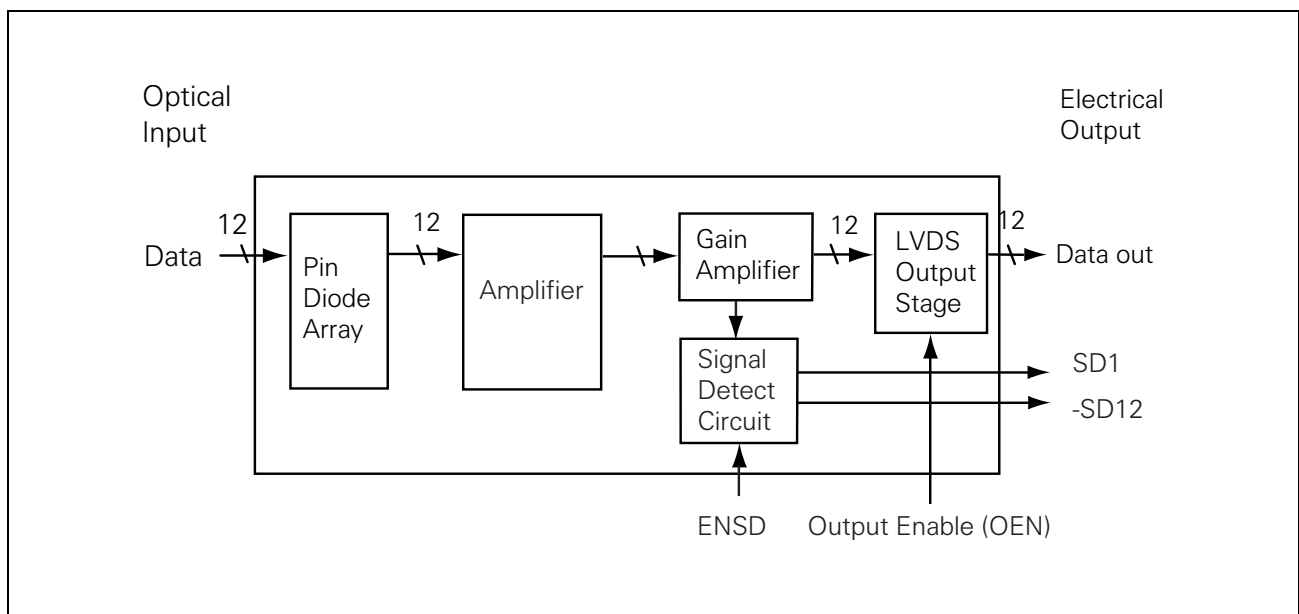 Optical
Input
Electrical
Output
12
12
12
12
Data
Pin
Diode
Array
Amplifier
Gain
Amplifier
LVDS
Output
Stage
Data out
Signal
Detect
Circuit
SD1
-SD12
ENSD
Output Enable (OEN)